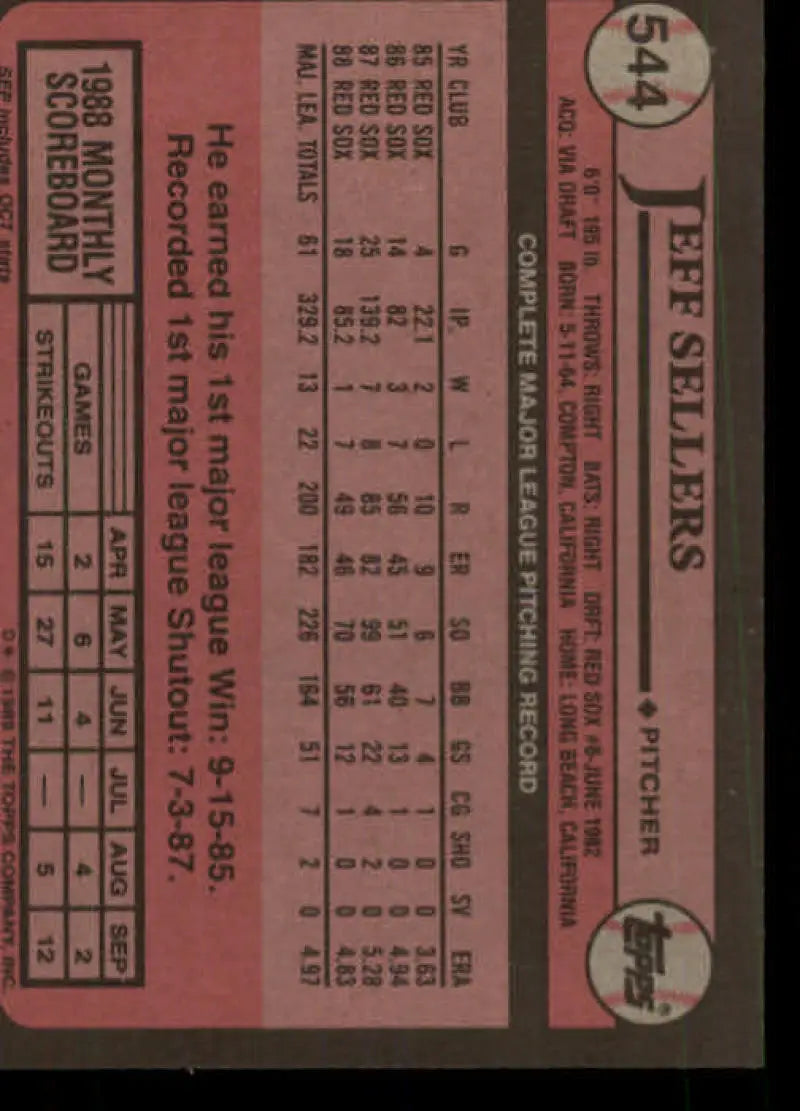 544
JEFF SELLERS
◆ PITCHER
TOPPS®
6'0" 195 lb. THROWS: RIGHT BATS: RIGHT DRFT: RED SOX #8-JUNE 1982
ACQ: VIA DRAFT BORN: 5-11-64, COMPTON, CALIFORNIA HOME: LONG BEACH, CALIFORNIA
COMPLETE MAJOR LEAGUE PITCHING RECORD
YR CLUB G IP W L R ER SO BB GS CG SHO SV ERA
85 RED SOX 4 22.1 2 0 10 9 6 7 4 1 0 0 3.63
86 RED SOX 14 82 3 7 56 45 51 40 13 1 0 0 4.94
87 RED SOX 25 139.2 7 8 85 82 99 61 22 4 2 0 5.28
88 RED SOX 18 85.2 1 7 49 46 70 56 12 1 0 0 4.83
MAJ. LEA. TOTALS 61 329.2 13 22 200 182 226 164 51 7 2 0 4.97
He earned his 1st major league Win: 9-15-85.
Recorded 1st major league Shutout: 7-3-87.
1988 MONTHLY
SCOREBOARD
APR MAY JUN JUL AUG SEP
GAMES 2 6 4 — 4 2
STRIKEOUTS 15 27 11 — 5 12
SEP includes OCT stats
D* © 1989 THE TOPPS COMPANY, INC.